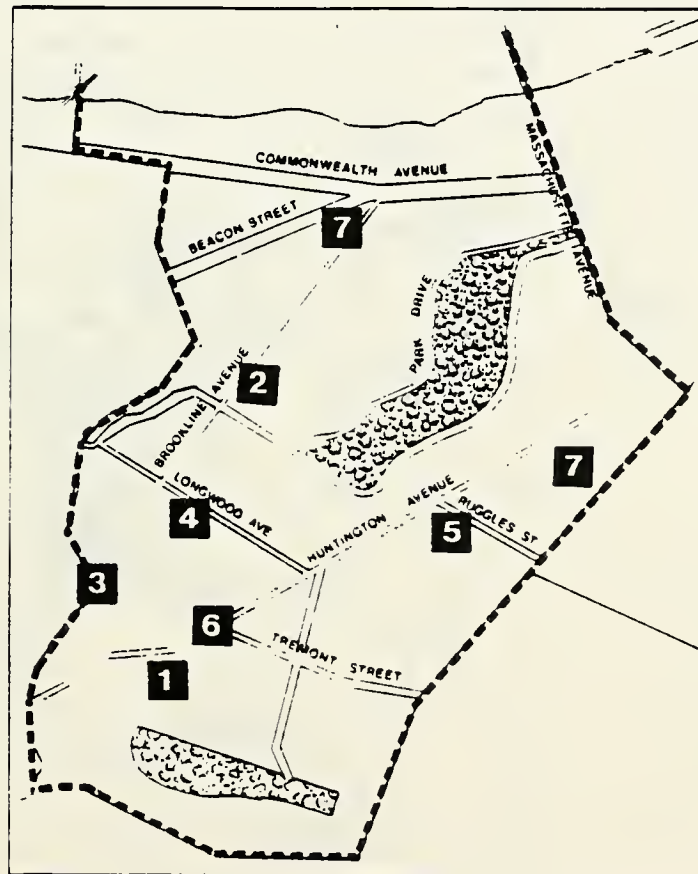 COMMONWEALTH AVENUE
MASSACHUSETTS AVENUE
BEACON STREET
7
PARK DRIVE
BROOKLINE AVENUE
2
7
LONGWOOD AVE
4
HUNTINGTON AVENUE
RUGGLES ST
5
3
6
TREMONT STREET
1